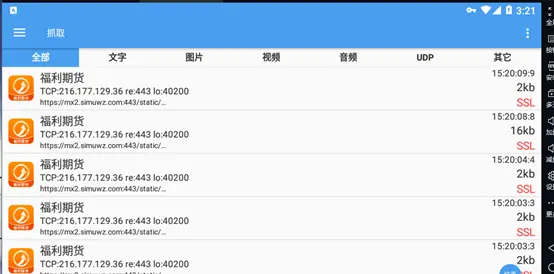 3:21
抓取
全部 文字 图片 视频 音频 UDP 其它
福利期货 15:20:09:9
TCP:216.177.129.36 re:443 lo:40200 2kb
https://mx2.simuwz.com:443/static/... SSL
福利期货 15:20:08:8
TCP:216.177.129.36 re:443 lo:40200 16kb
https://mx2.simuwz.com:443/static/... SSL
福利期货 15:20:04:4
TCP:216.177.129.36 re:443 lo:40200 2kb
https://mx2.simuwz.com:443/static/... SSL
福利期货 15:20:03:3
TCP:216.177.129.36 re:443 lo:40200 2kb
https://mx2.simuwz.com:443/static/... SSL
福利期货 15:20:03:3
TCP:216.177.129.36 re:443 lo:40200 2kb